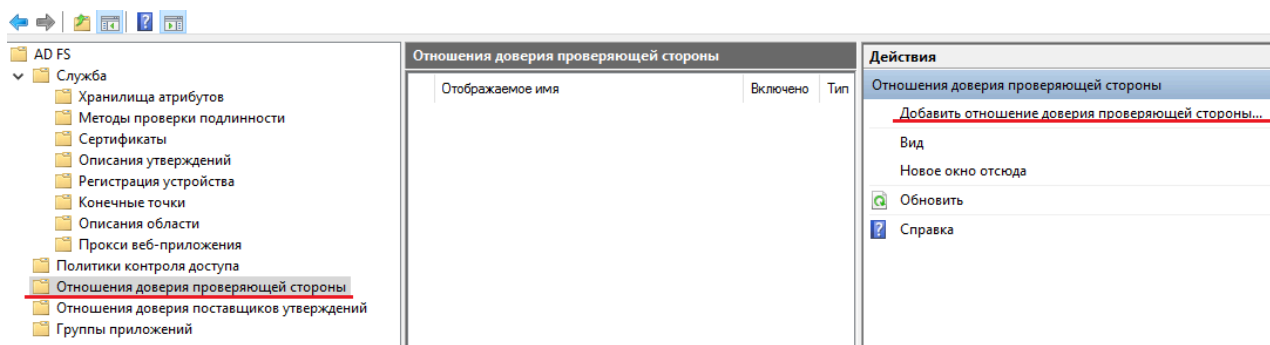 AD FS
Служба
Хранилища атрибутов
Методы проверки подлинности
Сертификаты
Описания утверждений
Регистрация устройства
Конечные точки
Описания области
Прокси веб-приложения
Политики контроля доступа
Отношения доверия проверяющей стороны
Отношения доверия поставщиков утверждений
Группы приложений
Отношения доверия проверяющей стороны
Отображаемое имя Включено Тип
Действия
Отношения доверия проверяющей стороны
Добавить отношение доверия проверяющей стороны...
Вид
Новое окно отсюда
Обновить
Справка